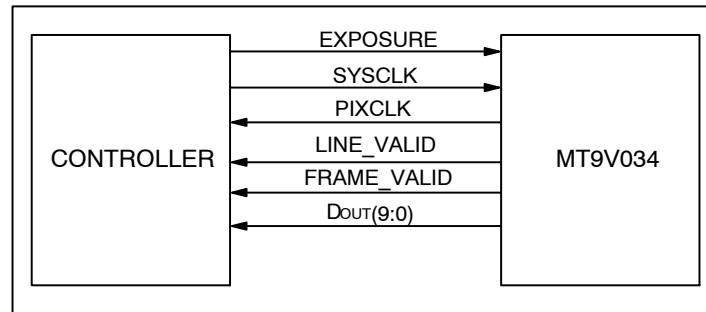 EXPOSURE
SYSCLK
PIXCLK
LINE_VALID
FRAME_VALID
DOUT(9:0)
CONTROLLER
MT9V034